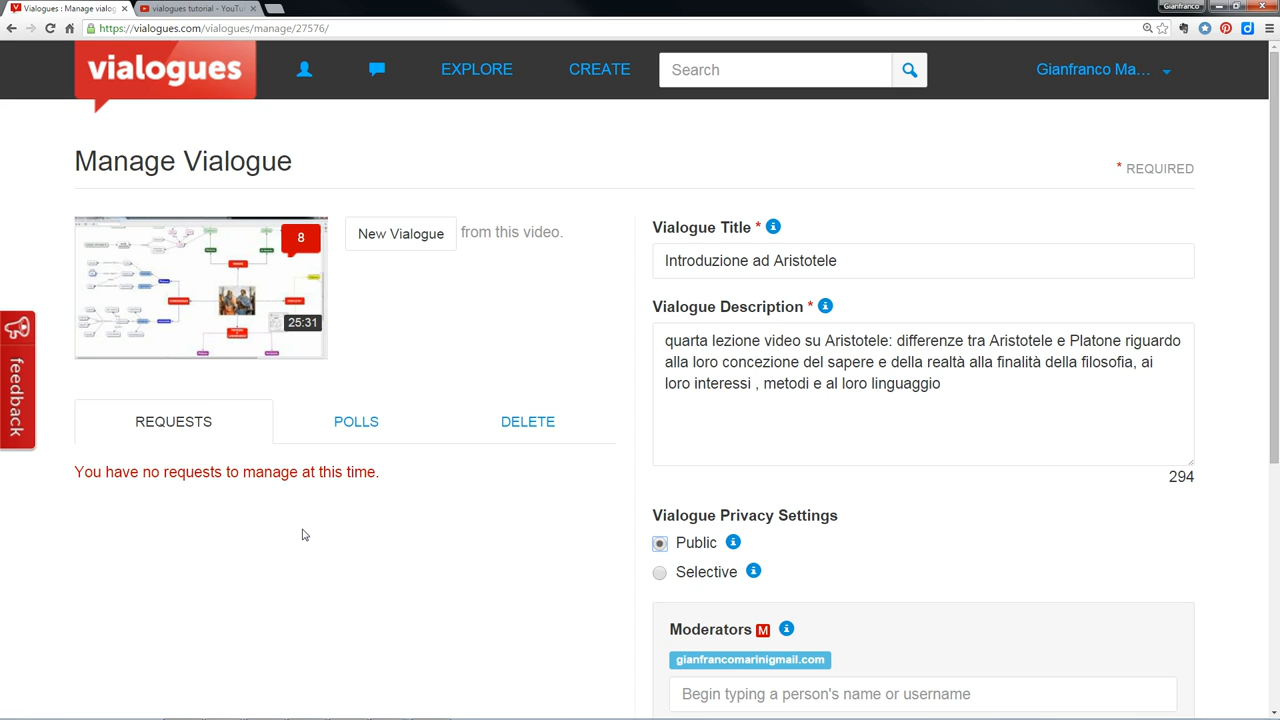 Vialogues : Manage vialog
vialogues tutorial - YouTu
Gianfranco
https://vialogues.com/vialogues/manage/27576/
vialogues
EXPLORE
CREATE
Search
Gianfranco Ma...
Manage Vialogue
* REQUIRED
8
25:31
New Vialogue from this video.
Vialogue Title *
Introduzione ad Aristotele
Vialogue Description *
quarta lezione video su Aristotele: differenze tra Aristotele e Platone riguardo
alla loro concezione del sapere e della realtà alla finalità della filosofia, ai
loro interessi , metodi e al loro linguaggio
294
feedback
REQUESTS
POLLS
DELETE
You have no requests to manage at this time.
Vialogue Privacy Settings
Public
Selective
Moderators M
gianfrancomarinigmail.com
Begin typing a person's name or username